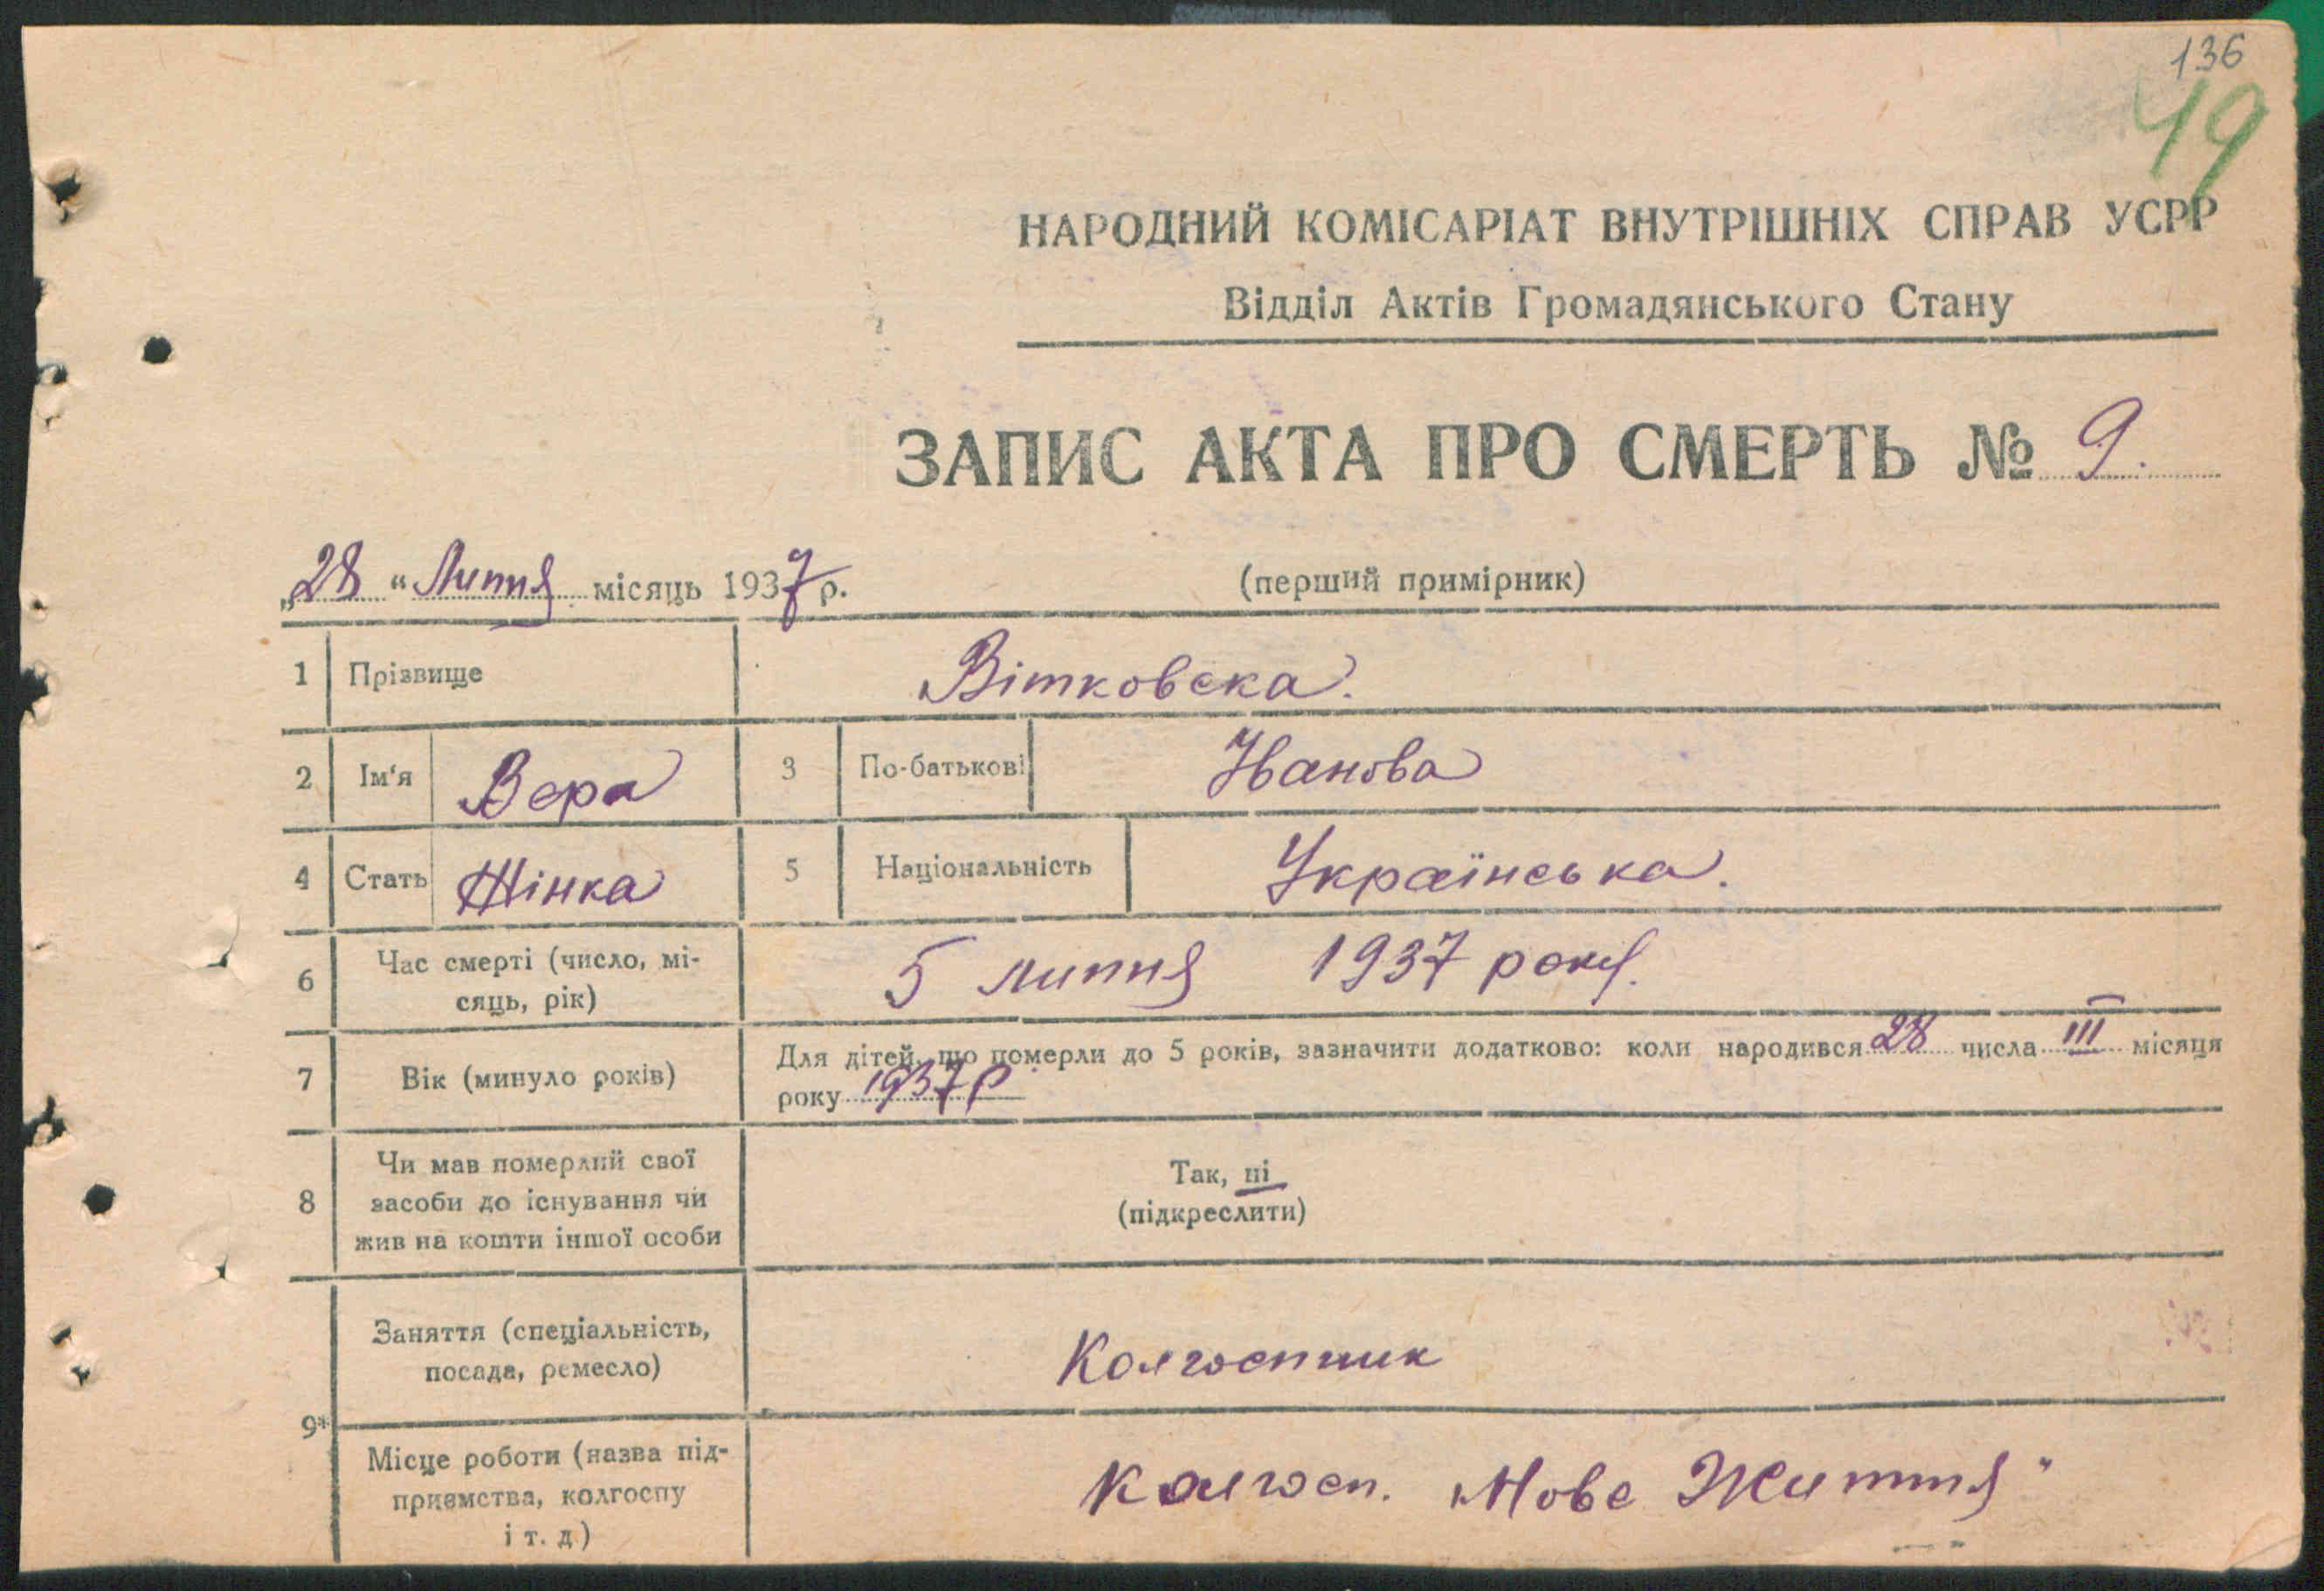 136
49
НАРОДНИЙ КОМІСАРІАТ ВНУТРІШНІХ СПРАВ УСРР
Відділ Актів Громадянського Стану
ЗАПИС АКТА ПРО СМЕРТЬ № 9.
„28 “ Липня місяць 1937 р.
(перший примірник)
1 Прізвище Вітковска.
2 Ім‘я Вера 3 По-батькові Іванова
4 Стать Жінка 5 Національність Українська.
6 Час смерті (число, мі-
сяць, рік) 5 липня 1937 року.
7 Вік (минуло років) Для дітей, що померли до 5 років, зазначити додатково: коли народився 28 числа III місяця
року 1937 р
8 Чи мав померлий свої
засоби до існування чи
жив на кошти іншої особи
Так, ні
(підкреслити)
9* Заняття (спеціальність,
посада, ремесло) Колгоспник
Місце роботи (назва під-
приємства, колгоспу
і т. д) Колгосп. „Нове Життя"